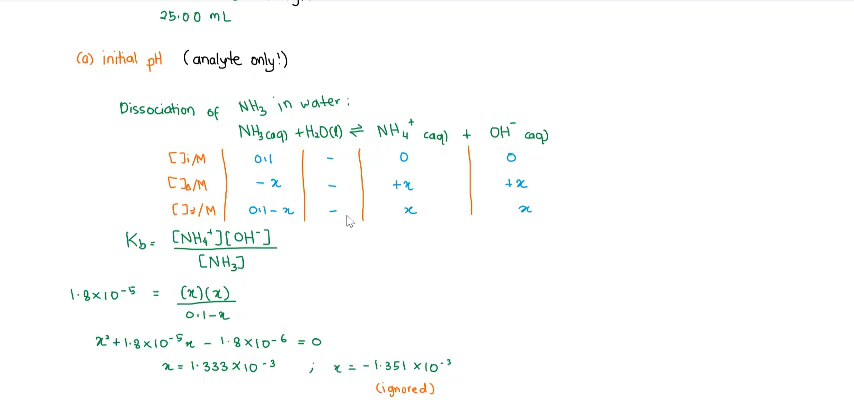 25.00 mL
(a) initial pH (analyte only!)
Dissociation of NH₃ in water :
NH₃(aq) + H₂O(l) ⇌ NH₄⁺ (aq) + OH⁻ (aq)
[ ]i/M 0.1 - 0 0
[ ]Δ/M -x - +x +x
[ ]f/M 0.1-x - x x
Kb = [NH₄⁺][OH⁻] / [NH₃]
1.8×10⁻⁵ = (x)(x) / 0.1-x
x² + 1.8×10⁻⁵x - 1.8×10⁻⁶ = 0
x = 1.333×10⁻³ ; x = -1.351×10⁻³
(ignored)